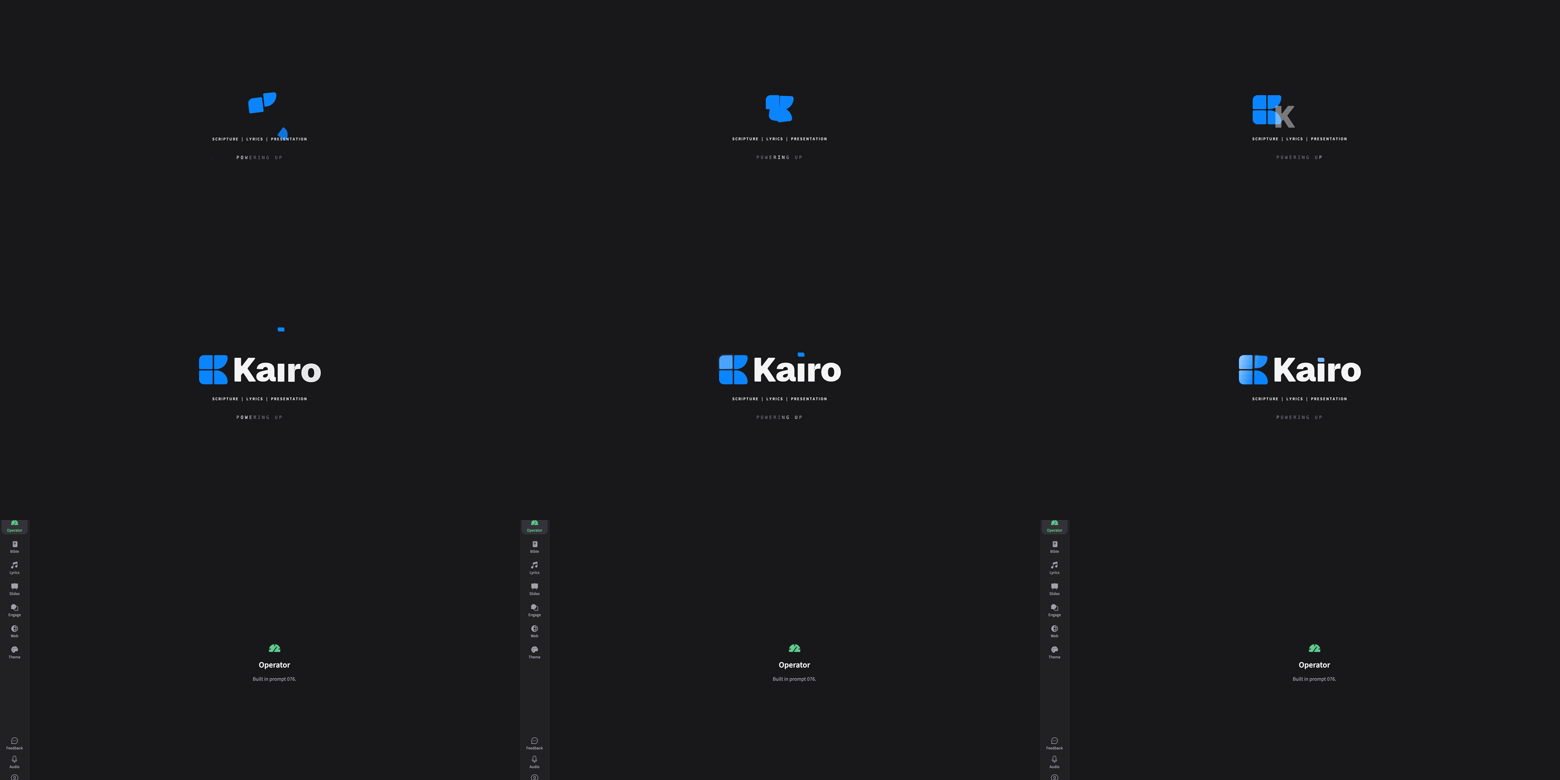 SCRIPTURE | LYRICS | PRESENTATION
POWERING UP
SCRIPTURE | LYRICS | PRESENTATION
POWERING UP
K
SCRIPTURE | LYRICS | PRESENTATION
POWERING UP
Kaıro
SCRIPTURE | LYRICS | PRESENTATION
POWERING UP
Kairo
SCRIPTURE | LYRICS | PRESENTATION
POWERING UP
Kairo
SCRIPTURE | LYRICS | PRESENTATION
POWERING UP
Operator
Bible
Lyrics
Slides
Engage
Web
Theme
Feedback
Audio
Operator
Built in prompt 076.
Operator
Bible
Lyrics
Slides
Engage
Web
Theme
Feedback
Audio
Operator
Built in prompt 076.
Operator
Bible
Lyrics
Slides
Engage
Web
Theme
Feedback
Audio
Operator
Built in prompt 076.